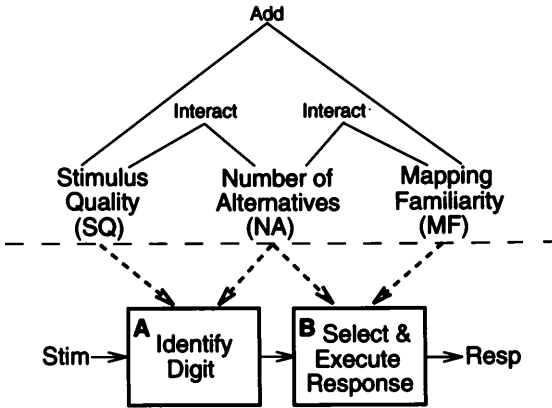 Add
Interact
Interact
Stimulus
Quality
(SQ)
Number of
Alternatives
(NA)
Mapping
Familiarity
(MF)
Stim
A
Identify
Digit
B
Select &
Execute
Response
Resp